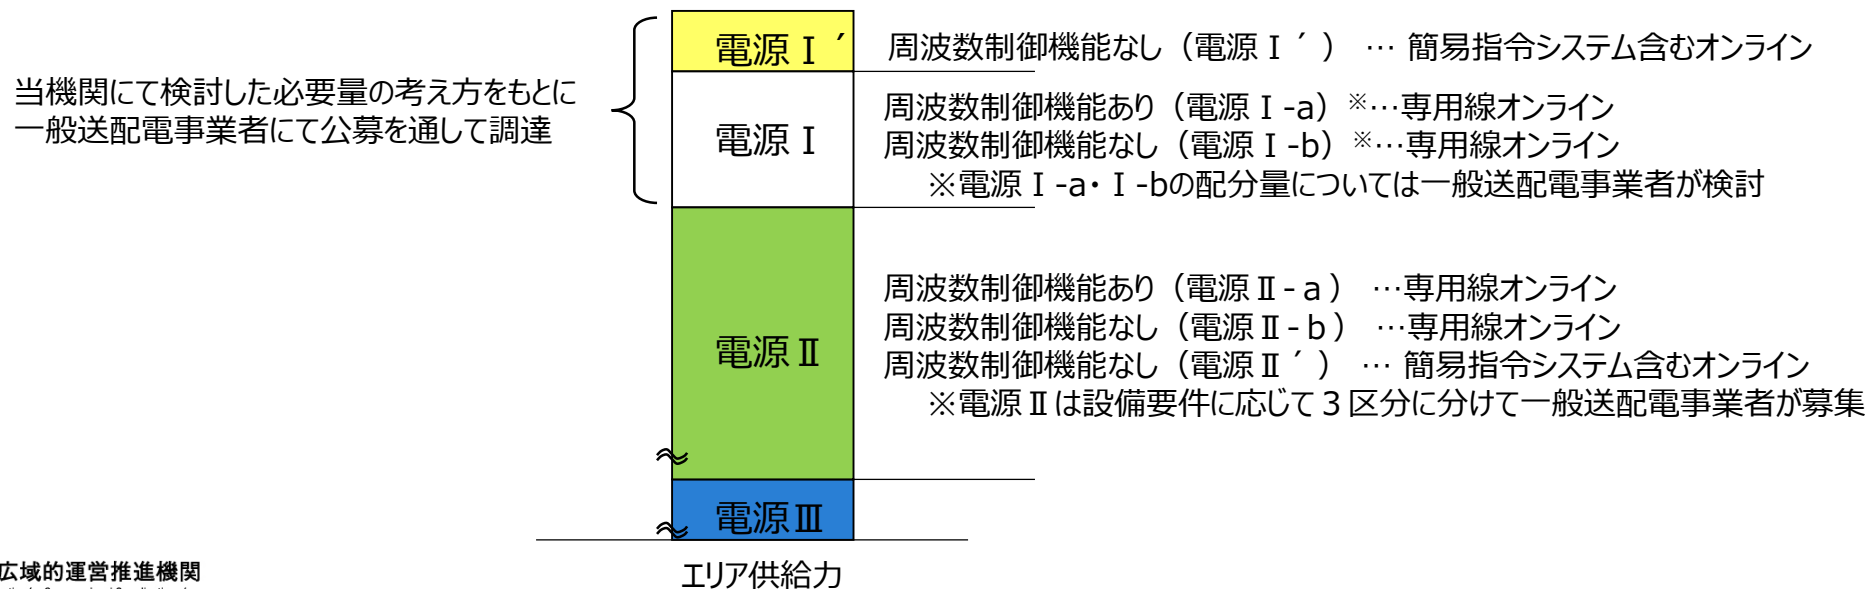 電源Ⅰ´
周波数制御機能なし（電源Ⅰ´） … 簡易指令システム含むオンライン
当機関にて検討した必要量の考え方をもとに
一般送配電事業者にて公募を通して調達
電源Ⅰ
周波数制御機能あり（電源Ⅰ-a）※…専用線オンライン
周波数制御機能なし（電源Ⅰ-b）※…専用線オンライン
※電源Ⅰ-a・Ⅰ-bの配分量については一般送配電事業者が検討
電源Ⅱ
周波数制御機能あり（電源Ⅱ-a） …専用線オンライン
周波数制御機能なし（電源Ⅱ-b） …専用線オンライン
周波数制御機能なし（電源Ⅱ´） … 簡易指令システム含むオンライン
※電源Ⅱは設備要件に応じて３区分に分けて一般送配電事業者が募集
電源Ⅲ
エリア供給力
広域的運営推進機関